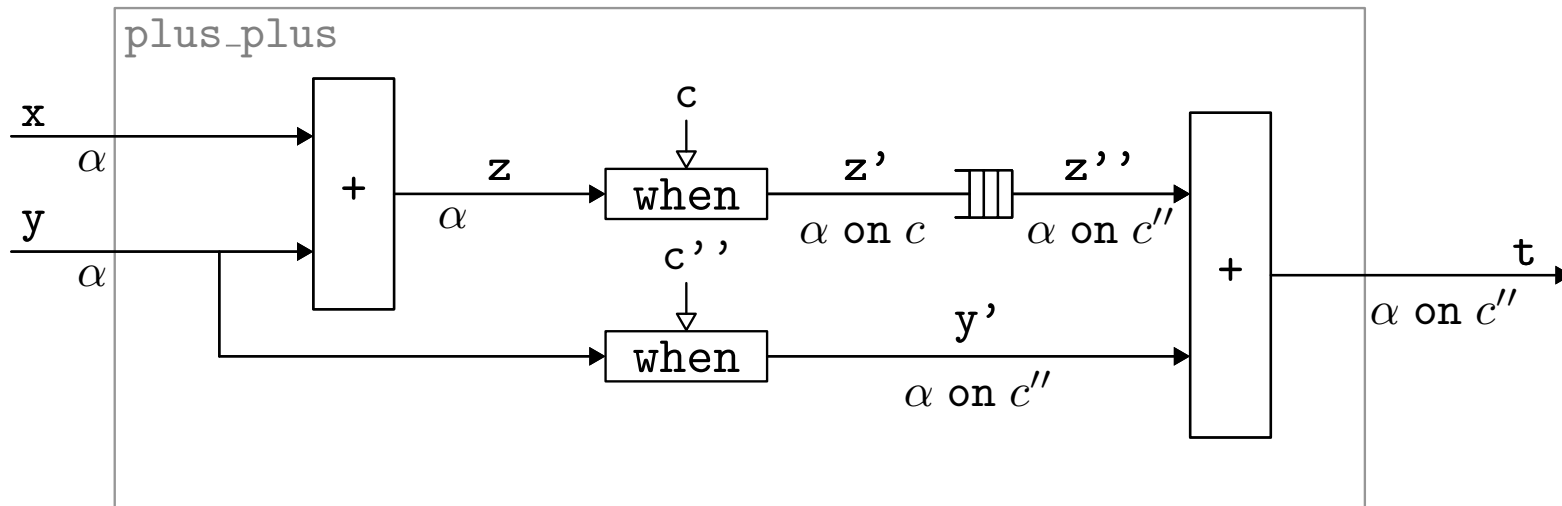 plus_plus
x
α
y
α
+
z
α
c
when
z’
α on c
z’’
α on c′′
c’’
when
y’
α on c′′
+
t
α on c′′